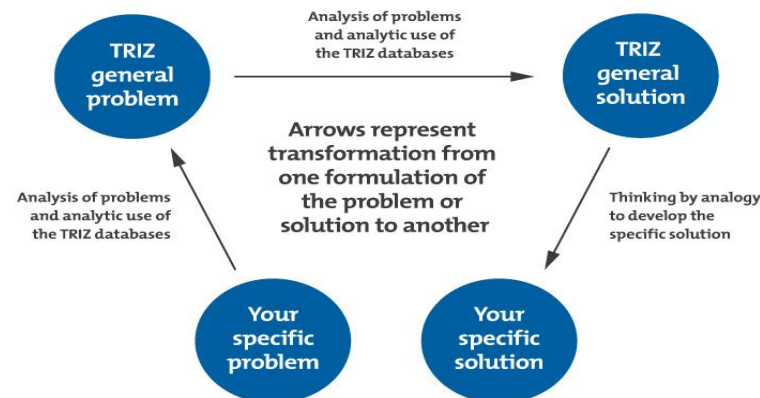 Analysis of problems
and analytic use of
the TRIZ databases
TRIZ
general
problem
TRIZ
general
solution
Arrows represent
transformation from
one formulation of
the problem or
solution to another
Analysis of problems
and analytic use of
the TRIZ databases
Thinking by analogy
to develop the
specific solution
Your
specific
problem
Your
specific
solution